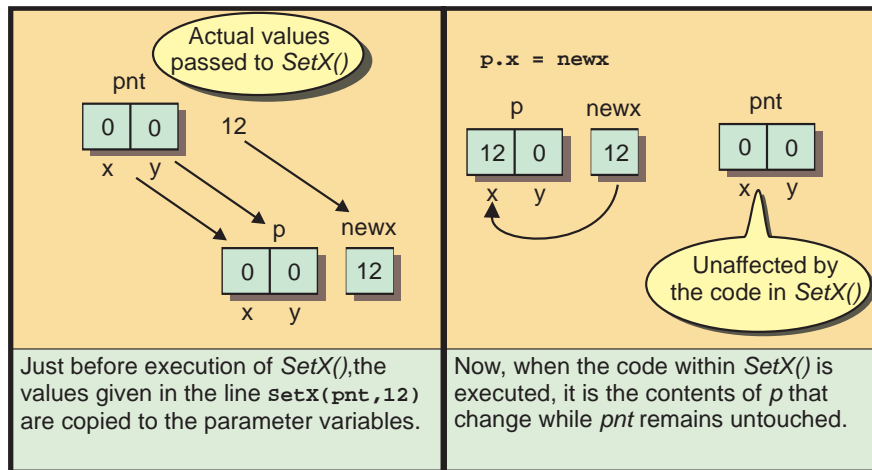 Actual values
passed to SetX()
pnt
0 0 12
x y
p newx
0 0 12
x y
Just before execution of SetX(),the
values given in the line setX(pnt,12)
are copied to the parameter variables.
p.x = newx
p newx pnt
12 0 12 0 0
x y x y
Unaffected by
the code in SetX()
Now, when the code within SetX() is
executed, it is the contents of p that
change while pnt remains untouched.